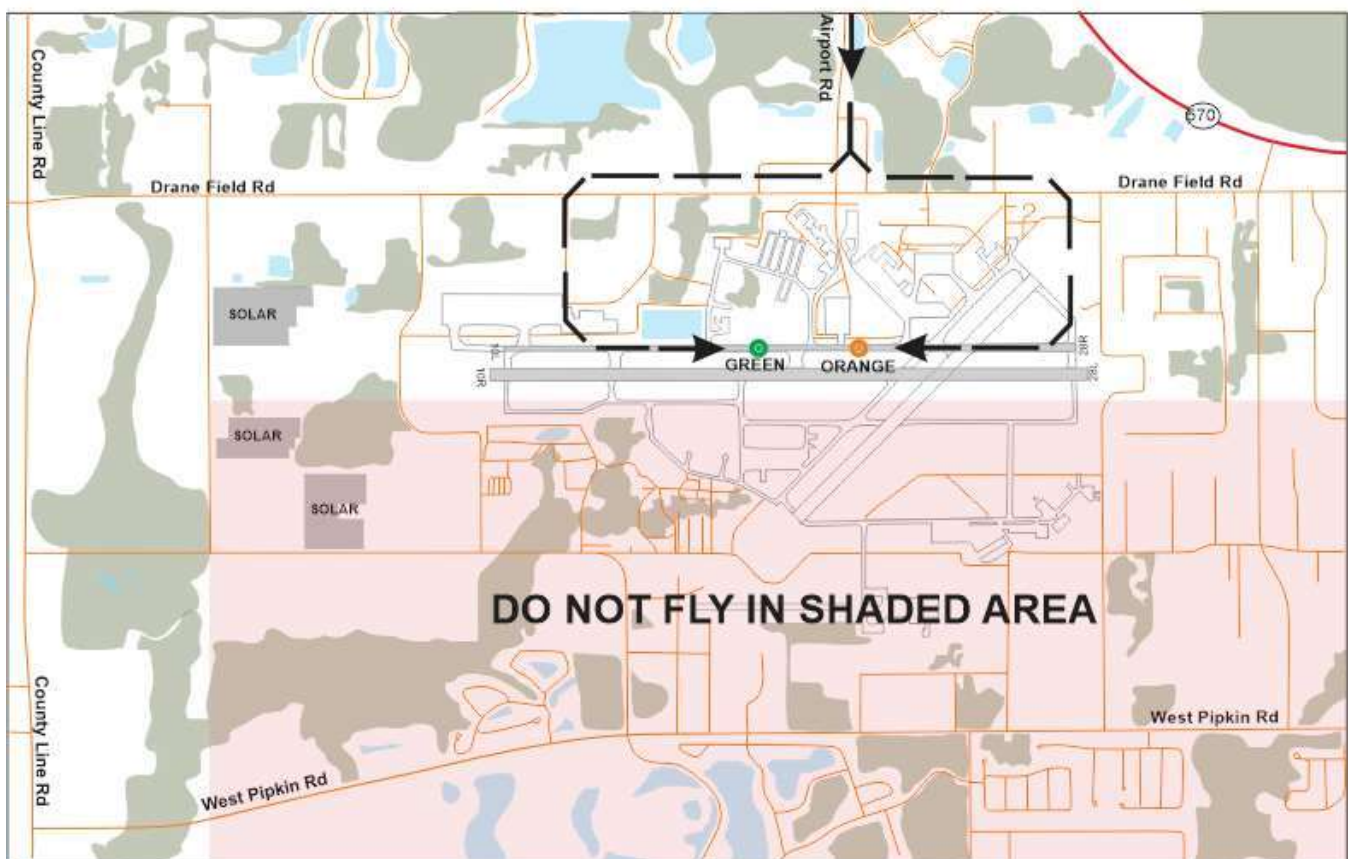 County Line Rd
Airport Rd
570
Drane Field Rd
Drane Field Rd
SOLAR
10L
28R
GREEN
ORANGE
10R
28L
SOLAR
SOLAR
DO NOT FLY IN SHADED AREA
County Line Rd
West Pipkin Rd
West Pipkin Rd